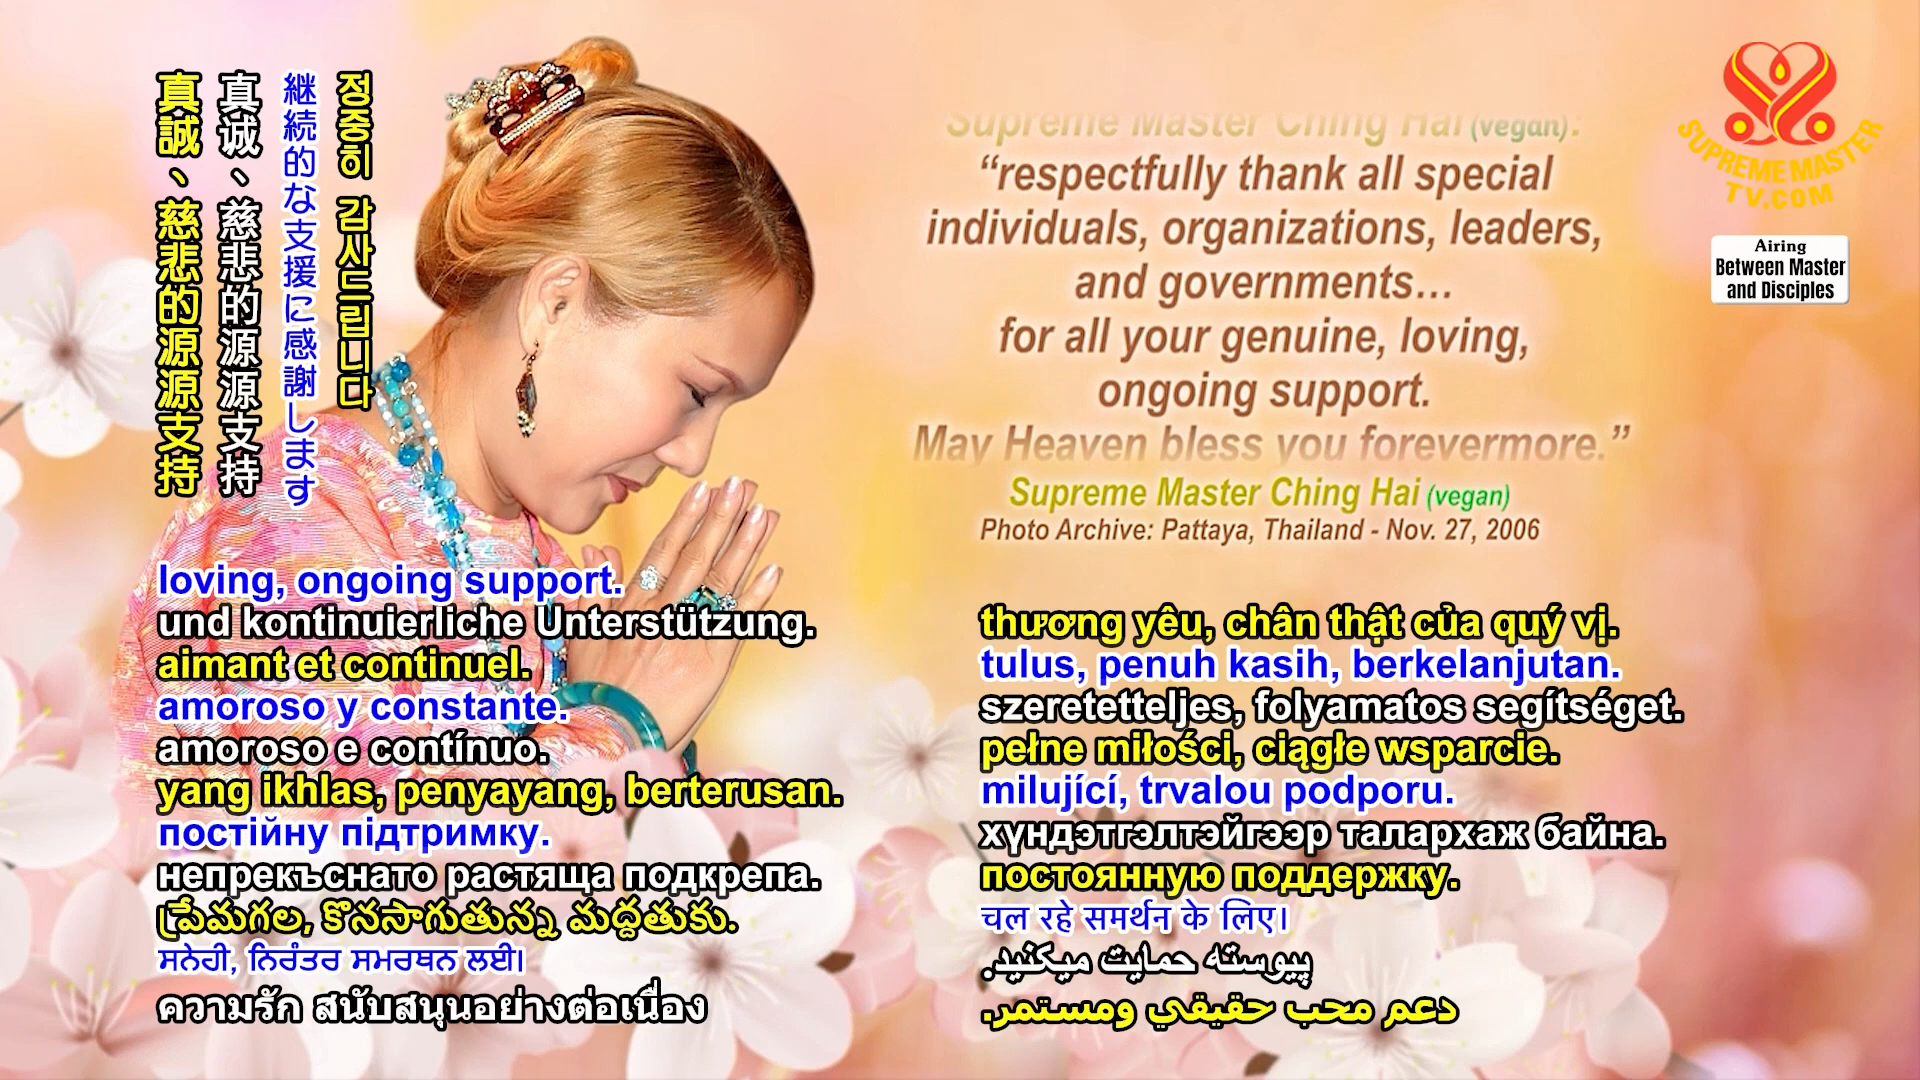 真誠、慈悲的源源支持
真诚、慈悲的源源支持
継続的な支援に感謝します
정중히 감사드립니다
Supreme Master Ching Hai (vegan):
“respectfully thank all special
individuals, organizations, leaders,
and governments...
for all your genuine, loving,
ongoing support.
May Heaven bless you forevermore.”
Supreme Master Ching Hai (vegan)
Photo Archive: Pattaya, Thailand - Nov. 27, 2006
SUPREME MASTER
TV.COM
Airing
Between Master
and Disciples
loving, ongoing support.
und kontinuierliche Unterstützung.
aimant et continuel.
amoroso y constante.
amoroso e contínuo.
yang ikhlas, penyayang, berterusan.
постійну підтримку.
непрекъснато растяща подкрепа.
ప్రేమగల, కొనసాగుతున్న మద్దతుకు.
ਸਨੇਹੀ, ਨਿਰੰਤਰ ਸਮਰਥਨ ਲਈ।
ความรัก สนับสนุนอย่างต่อเนื่อง
thương yêu, chân thật của quý vị.
tulus, penuh kasih, berkelanjutan.
szeretetteljes, folyamatos segítséget.
pełne miłości, ciągłe wsparcie.
milující, trvalou podporu.
хүндэтгэлтэйгээр талархаж байна.
постоянную поддержку.
चल रहे समर्थन के लिए।
پیوسته حمایت میکنید.
دعم محب حقيقي ومستمر.